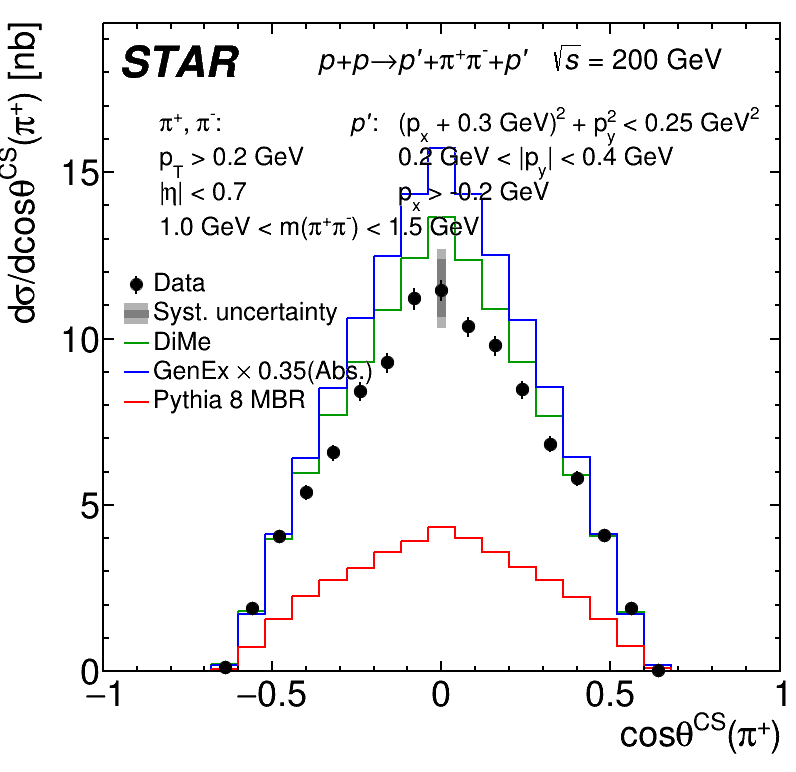 STAR p+p→p′+π⁺π⁻+p′ √s = 200 GeV
π⁺, π⁻: p′: (pₓ + 0.3 GeV)² + p_y² < 0.25 GeV²
p_T > 0.2 GeV 0.2 GeV < |p_y| < 0.4 GeV
|η| < 0.7 pₓ > -0.2 GeV
1.0 GeV < m(π⁺π⁻) < 1.5 GeV
Data
Syst. uncertainty
DiMe
GenEx × 0.35(Abs.)
Pythia 8 MBR
dσ/dcosθ^CS(π⁺) [nb]
15
10
5
0
−1 −0.5 0 0.5 1
cosθ^CS(π⁺)